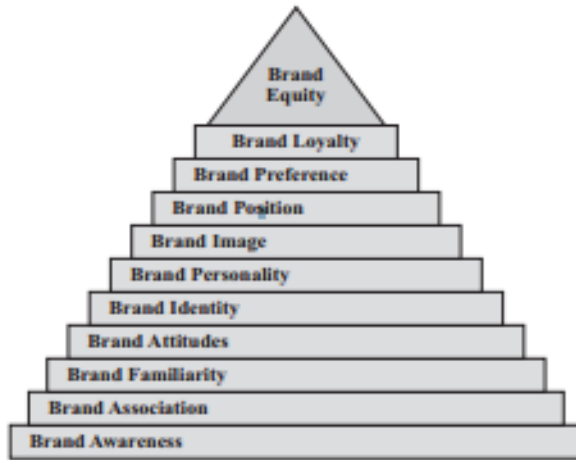 Brand
Equity
Brand Loyalty
Brand Preference
Brand Position
Brand Image
Brand Personality
Brand Identity
Brand Attitudes
Brand Familiarity
Brand Association
Brand Awareness